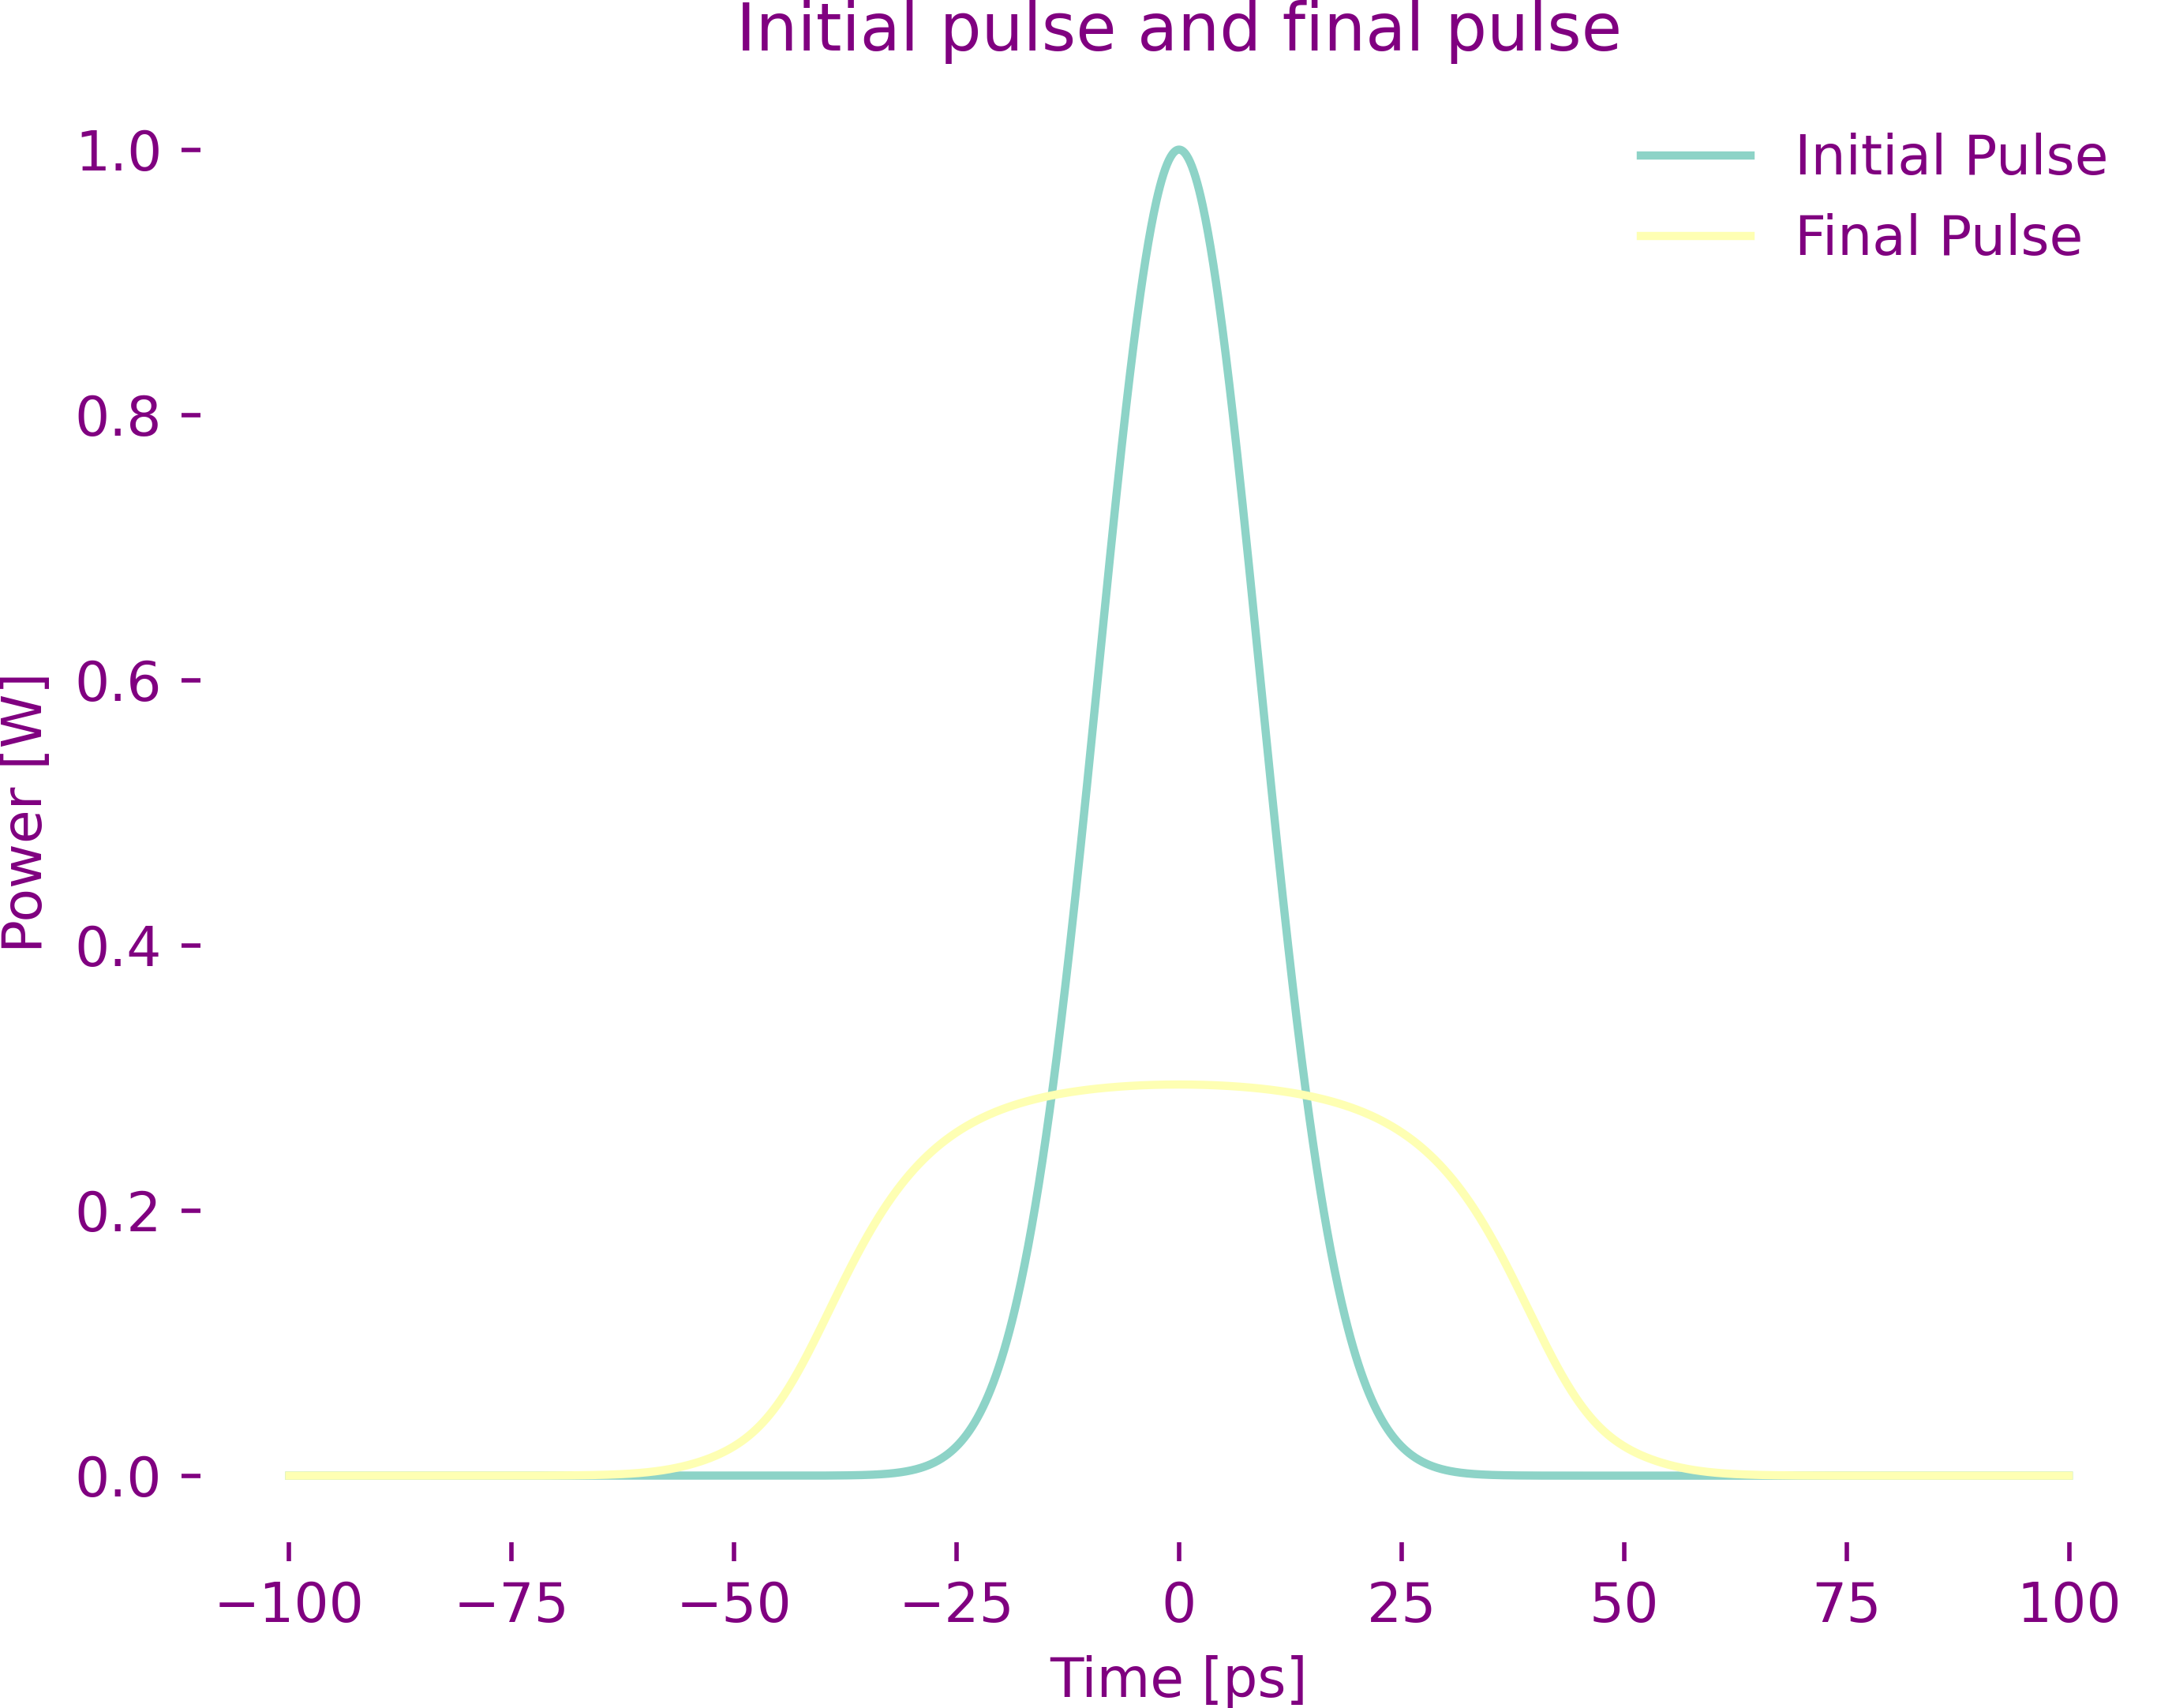 Initial pulse and final pulse
Initial Pulse
Final Pulse
1.0
0.8
0.6
0.4
0.2
0.0
Power [W]
−100 −75 −50 −25 0 25 50 75 100
Time [ps]